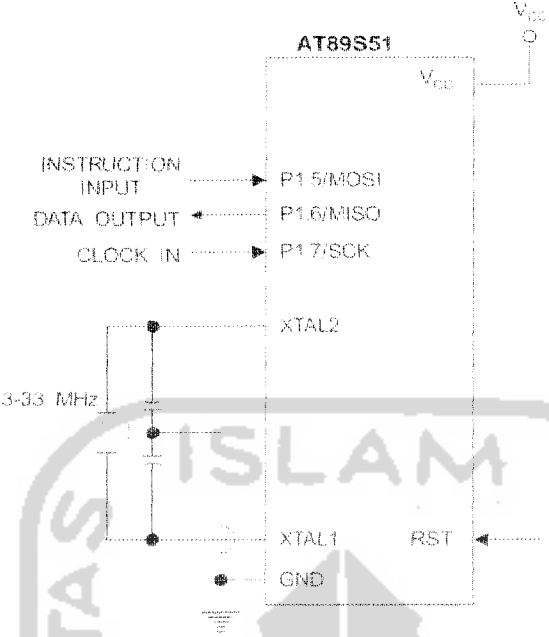 VCC
AT89S51
VCC
INSTRUCTION
INPUT
P1.5/MOSI
DATA OUTPUT
P1.6/MISO
CLOCK IN
P1.7/SCK
XTAL2
3-33 MHz
ISLAM
TAS
XTAL1
RST
GND